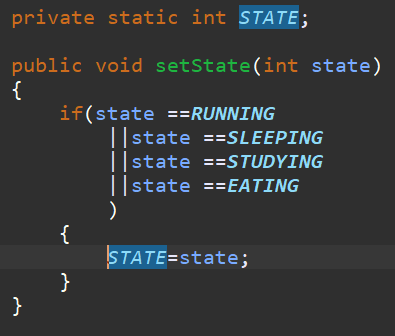 private static int STATE;
public void setState(int state)
{
if(state ==RUNNING
||state ==SLEEPING
||state ==STUDYING
||state ==EATING
)
{
STATE=state;
}
}